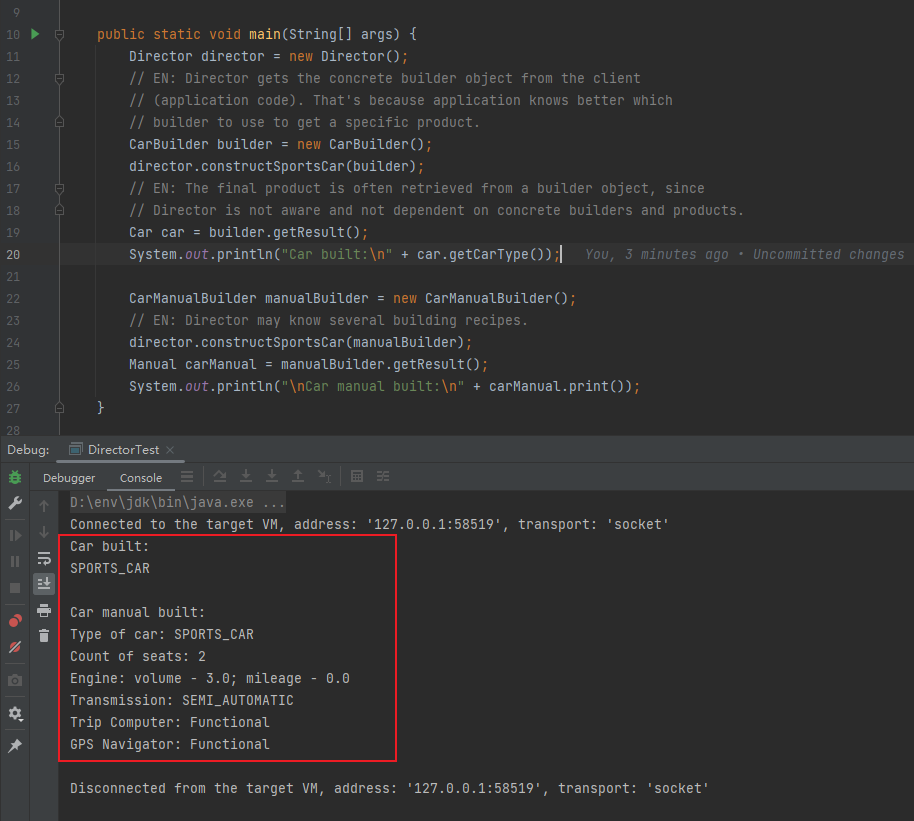 9
10 public static void main(String[] args) {
11 Director director = new Director();
12 // EN: Director gets the concrete builder object from the client
13 // (application code). That's because application knows better which
14 // builder to use to get a specific product.
15 CarBuilder builder = new CarBuilder();
16 director.constructSportsCar(builder);
17 // EN: The final product is often retrieved from a builder object, since
18 // Director is not aware and not dependent on concrete builders and products.
19 Car car = builder.getResult();
20 System.out.println("Car built:\n" + car.getCarType()); You, 3 minutes ago • Uncommitted changes
21
22 CarManualBuilder manualBuilder = new CarManualBuilder();
23 // EN: Director may know several building recipes.
24 director.constructSportsCar(manualBuilder);
25 Manual carManual = manualBuilder.getResult();
26 System.out.println("\nCar manual built:\n" + carManual.print());
27 }
28
Debug: DirectorTest
Debugger Console
D:\env\jdk\bin\java.exe ...
Connected to the target VM, address: '127.0.0.1:58519', transport: 'socket'
Car built:
SPORTS_CAR
Car manual built:
Type of car: SPORTS_CAR
Count of seats: 2
Engine: volume - 3.0; mileage - 0.0
Transmission: SEMI_AUTOMATIC
Trip Computer: Functional
GPS Navigator: Functional
Disconnected from the target VM, address: '127.0.0.1:58519', transport: 'socket'